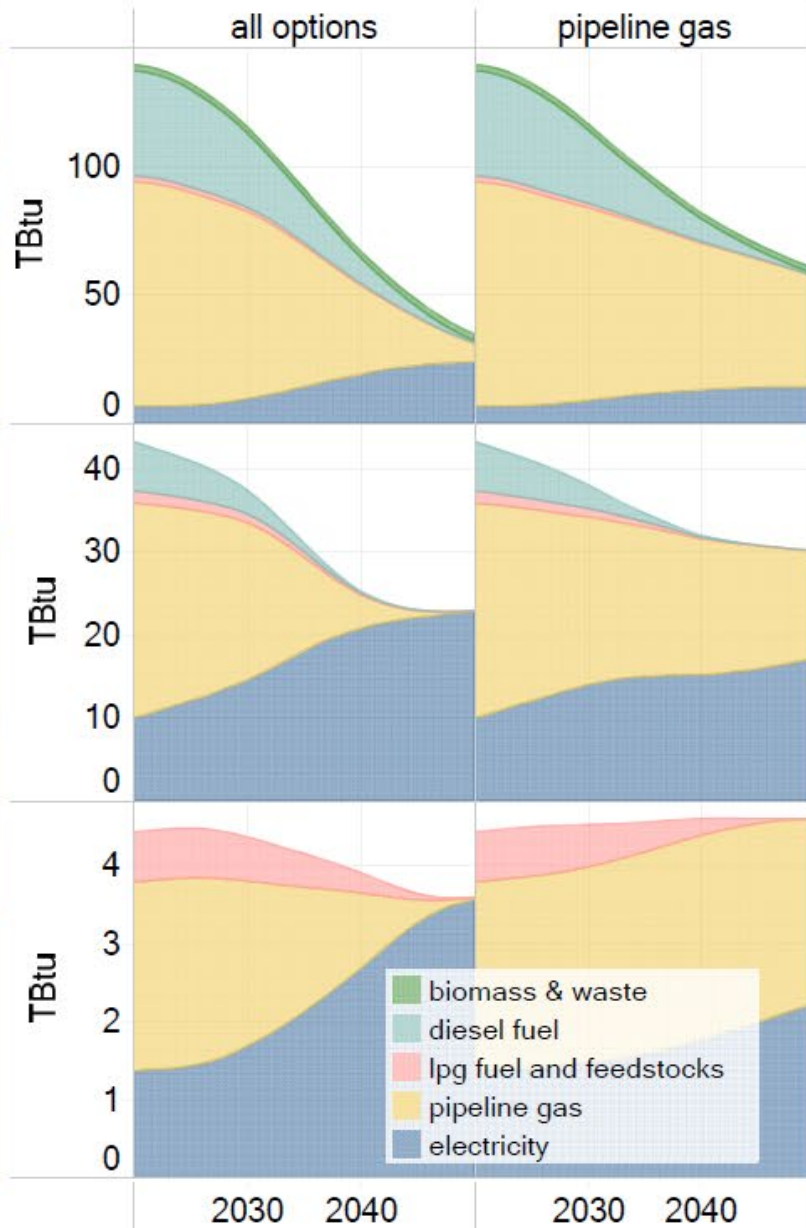 all options pipeline gas
TBtu
100
50
0
TBtu
40
30
20
10
0
TBtu
4
3
2
1
0
biomass & waste
diesel fuel
lpg fuel and feedstocks
pipeline gas
electricity
2030 2040 2030 2040